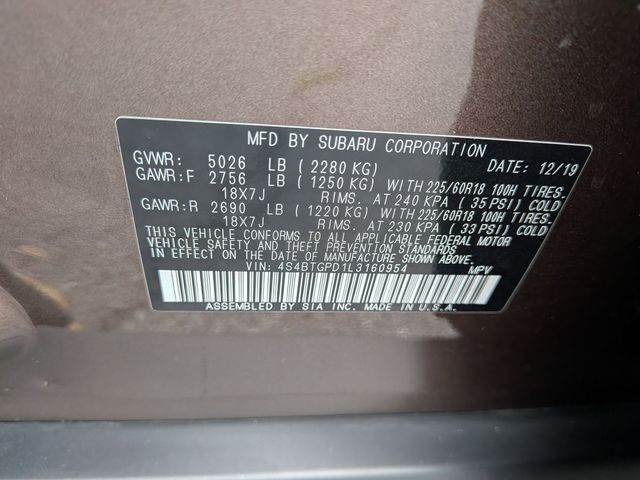 MFD BY SUBARU CORPORATION
GVWR: 5026 LB ( 2280 KG) DATE: 12/19
GAWR:F 2756 LB ( 1250 KG) WITH 225/60R18 100H TIRES.
18X7J RIMS. AT 240 KPA ( 35 PSI) COLD
GAWR:R 2690 LB ( 1220 KG) WITH 225/60R18 100H TIRES.
18X7J RIMS. AT 230 KPA ( 33 PSI) COLD
THIS VEHICLE CONFORMS TO ALL APPLICABLE FEDERAL MOTOR
VEHICLE SAFETY AND THEFT PREVENTION STANDARDS
IN EFFECT ON THE DATE OF MANUFACTURE SHOWN ABOVE.
VIN: 4S4BTGPD1L3160954 MPV
ASSEMBLED BY SIA INC. MADE IN U.S.A.